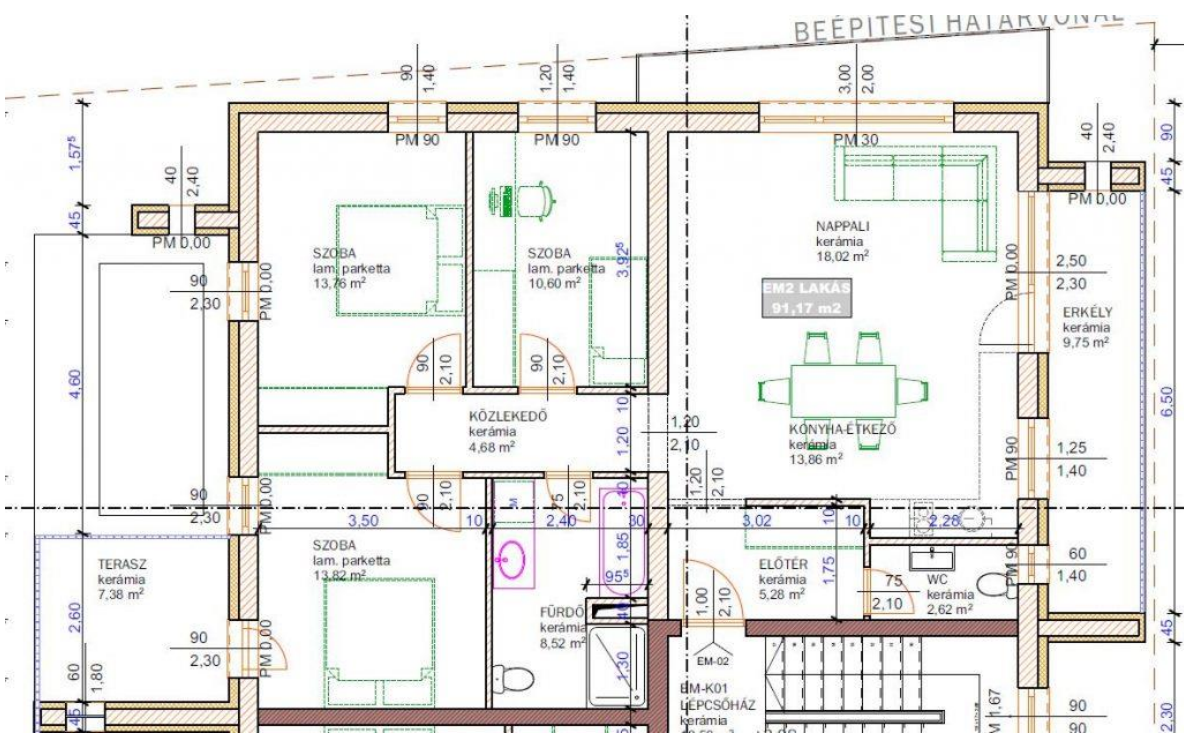 BEÉPÍTESI HATÁRVONAL
90
1,40
1,20
1,40
3,00
2,00
PM 90
PM 90
PM 30
1,57⁵
40
2,40
45
PM 0,00
40
2,40
90
45
PM 0,00
SZOBA
lam. parketta
13,76 m²
SZOBA
lam. parketta
10,60 m²
3,92⁵
NAPPALI
kerámia
18,02 m²
EM2 LAKÁS
91,17 m2
90
2,30
PM 0,00
PM 0,00
2,50
2,30
ERKÉLY
kerámia
9,75 m²
4,60
6,50
90
2,10
90
2,10
KÖZLEKEDŐ
kerámia
4,68 m²
10
1,20
10
1,20
2,10
1,20
2,10
KONYHA-ÉTKEZŐ
kerámia
13,86 m²
PM 90
1,25
1,40
90
2,30
PM 0,00
90
2,10
75
2,10
3,50
10
2,40
30
3,02
10
10
2,28
SZOBA
lam. parketta
13,82 m²
1,85
95⁵
TERASZ
kerámia
7,38 m²
2,60
ELŐTÉR
kerámia
5,28 m²
1,75
75
2,10
WC
kerámia
2,62 m²
PM 90
60
1,40
1,00
2,10
FÜRDŐ
kerámia
8,52 m²
40
1,30
90
2,30
PM 0,00
45
60
1,80
45
EM-02
EM-K01
LÉPCSŐHÁZ
kerámia
M 1,67
90
90
2,30